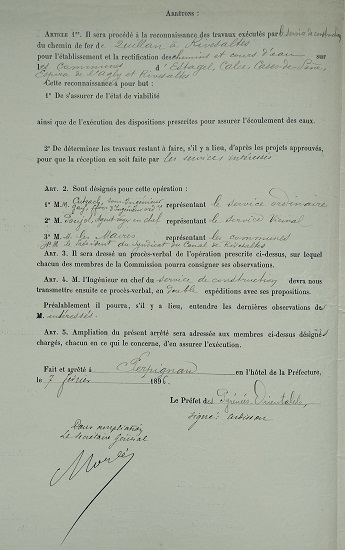 ARRÊTONS :
ARTICLE 1er. Il sera procédé à la reconnaissance des travaux exécutés par le service de construction
du chemin de fer de Quillan à Rivesaltes
pour l'établissement et la rectification des chemins et cours d'eau sur
les communes d'Estagel, Calce, Cases-de-Pène,
Espira de l'Agly et Rivesaltes
Cette reconnaissance a pour but :
1° De s'assurer de l'état de viabilité
ainsi que de l'exécution des dispositions prescrites pour assurer l'écoulement des eaux.
2° De déterminer les travaux restant à faire, s'il y a lieu, d'après les projets approuvés,
pour que la réception en soit faite par les services intéressés
ART. 2. Sont désignés pour cette opération :
1° M.M. sous Ingénieur
représentant le service ordinaire
2° M. agent-voyer en chef représentant le service vicinal
3° M.M. les Maires représentant les communes
4° M. le Président du Syndicat du Canal de Rivesaltes
ART. 3. Il sera dressé un procès-verbal de l'opération prescrite ci-dessus, sur lequel
chacun des membres de la Commission pourra consigner ses observations.
ART. 4. M. l'Ingénieur en chef du service de construction devra nous
transmettre ensuite ce procès-verbal, en double expéditions avec ses propositions.
Préalablement il pourra, s'il y a lieu, entendre les dernières observations de
M. intéressés.
ART. 5. Ampliation du présent arrêté sera adressée aux membres ci-dessus désignés
chargés, chacun en ce qui le concerne, d'en assurer l'exécution.
Fait et arrêté à Perpignan en l'hôtel de la Préfecture,
le 7 février 1896.
Le Préfet des Pyrénées-Orientales,
signé :
Pour ampliation
Le Secrétaire Général